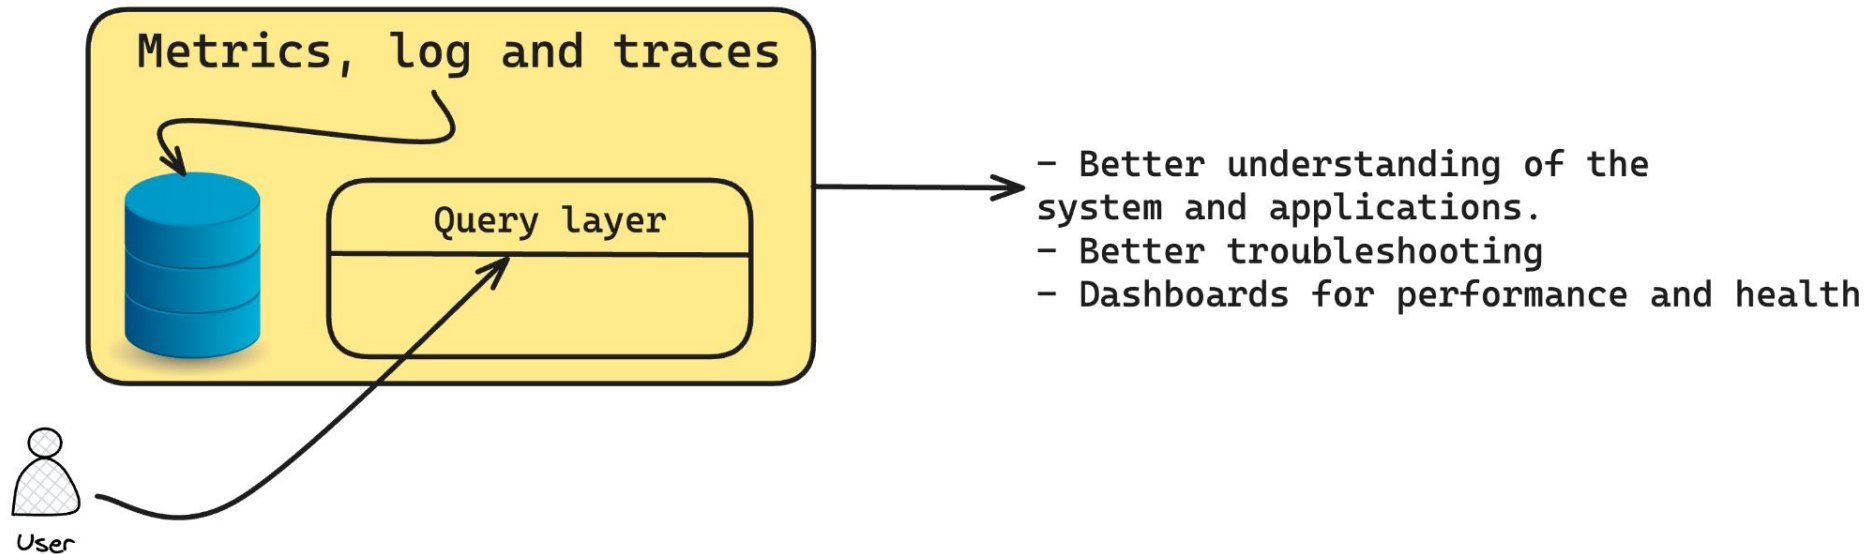 Metrics, log and traces
Query layer
- Better understanding of the
system and applications.
- Better troubleshooting
- Dashboards for performance and health
User